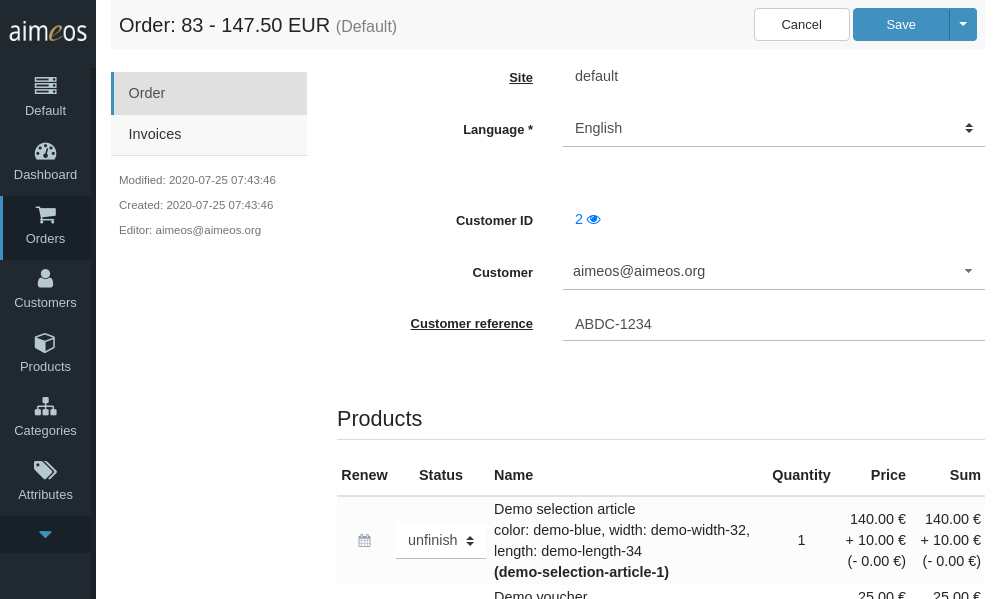 aimeos
Default
Dashboard
Orders
Customers
Products
Categories
Attributes
Order: 83 - 147.50 EUR (Default)
Cancel
Save
Order
Invoices
Modified: 2020-07-25 07:43:46
Created: 2020-07-25 07:43:46
Editor: aimeos@aimeos.org
Site default
Language * English
Customer ID 2
Customer aimeos@aimeos.org
Customer reference ABDC-1234
Products
Renew Status Name Quantity Price Sum
unfinish
Demo selection article
color: demo-blue, width: demo-width-32,
length: demo-length-34
(demo-selection-article-1)
1
140.00 €
+ 10.00 €
(- 0.00 €)
140.00 €
+ 10.00 €
(- 0.00 €)
Demo voucher 25.00 € 25.00 €